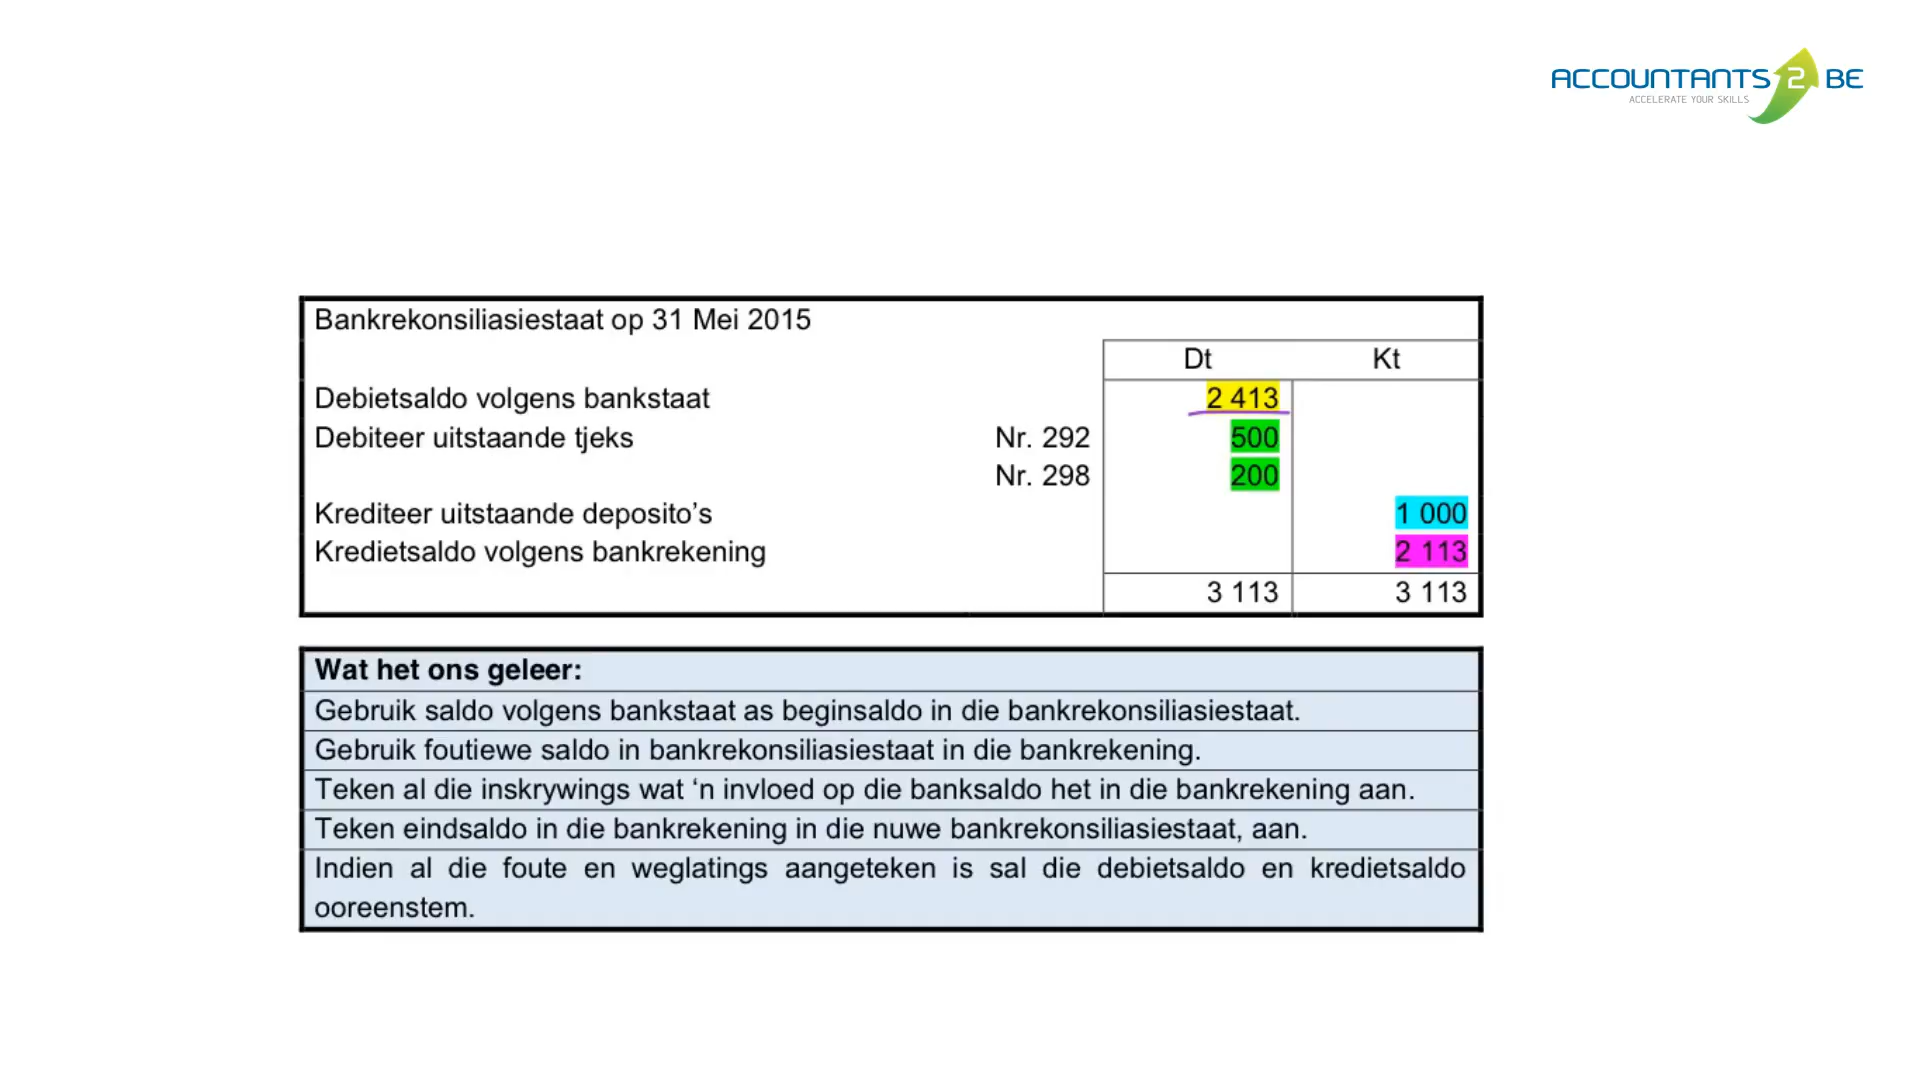 ACCOUNTANTS 2 BE
ACCELERATE YOUR SKILLS
Bankrekonsiliasiestaat op 31 Mei 2015
Dt Kt
Debietsaldo volgens bankstaat 2 413
Debiteer uitstaande tjeks Nr. 292 500
Nr. 298 200
Krediteer uitstaande deposito’s 1 000
Kredietsaldo volgens bankrekening 2 113
3 113 3 113
Wat het ons geleer:
Gebruik saldo volgens bankstaat as beginsaldo in die bankrekonsiliasiestaat.
Gebruik foutiewe saldo in bankrekonsiliasiestaat in die bankrekening.
Teken al die inskrywings wat ‘n invloed op die banksaldo het in die bankrekening aan.
Teken eindsaldo in die bankrekening in die nuwe bankrekonsiliasiestaat, aan.
Indien al die foute en weglatings aangeteken is sal die debietsaldo en kredietsaldo
ooreenstem.